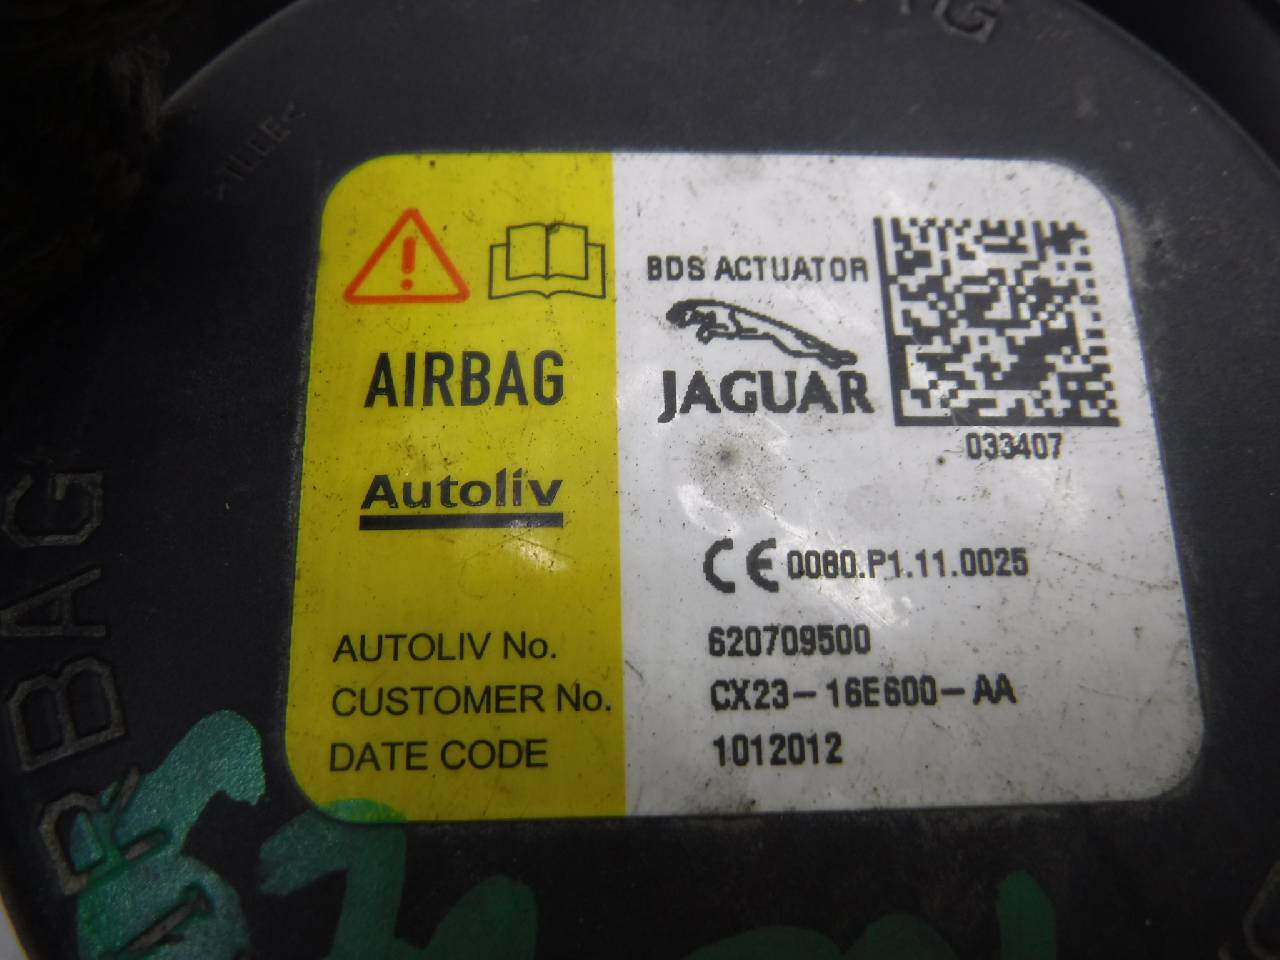 BDS ACTUATOR
JAGUAR
033407
AIRBAG
Autoliv
CE 0080.P1.11.0025
AUTOLIV No. 620709500
CUSTOMER No. CX23-16E600-AA
DATE CODE 1012012
AIRBAG